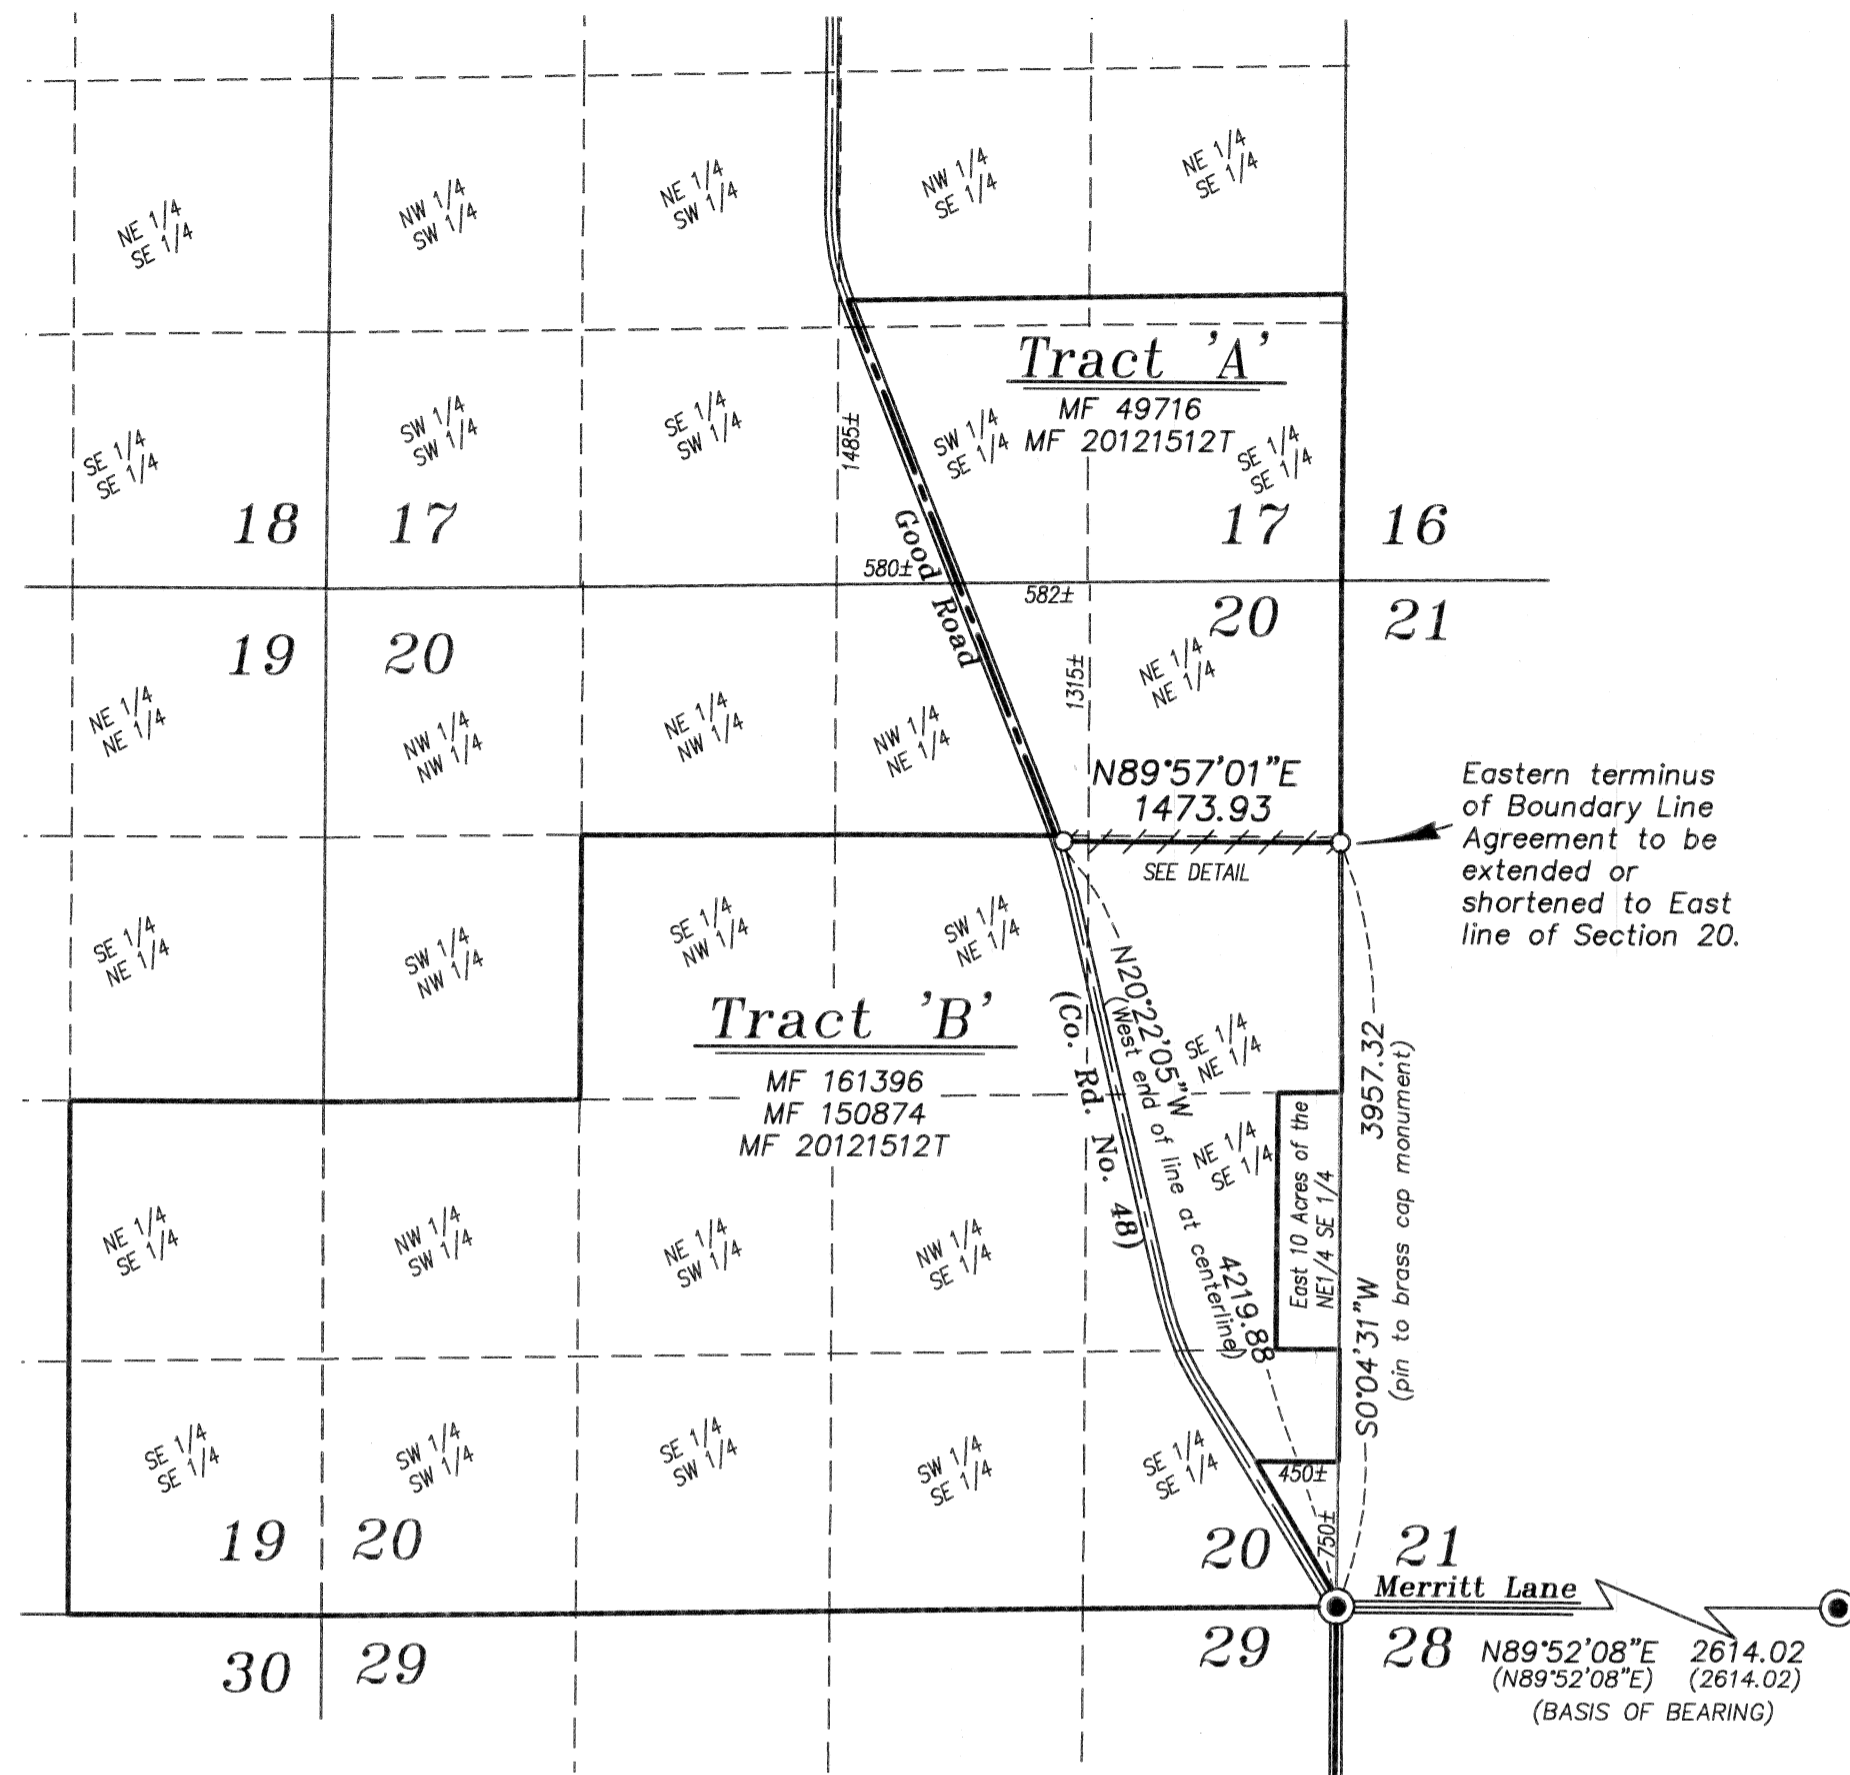 NE 1/4
SE 1/4
NW 1/4
SW 1/4
NE 1/4
SW 1/4
NW 1/4
SE 1/4
NE 1/4
SE 1/4
Tract 'A'
MF 49716
MF 20121512T
SE 1/4
SE 1/4
SW 1/4
SW 1/4
SE 1/4
SW 1/4
1485±
SW 1/4
SE 1/4
SE 1/4
SE 1/4
18
17
17
16
Good Road
580±
582±
19
20
20
21
1315±
NE 1/4
NE 1/4
NE 1/4
NE 1/4
NW 1/4
NW 1/4
NE 1/4
NW 1/4
NW 1/4
NE 1/4
N89°57'01"E
1473.93
SEE DETAIL
Eastern terminus
of Boundary Line
Agreement to be
extended or
shortened to East
line of Section 20.
SE 1/4
NE 1/4
SW 1/4
NW 1/4
SE 1/4
NW 1/4
SW 1/4
NE 1/4
Tract 'B'
MF 161396
MF 150874
MF 20121512T
(Co. Rd. No. 48)
N20°22'05"W 4219.88
(West end of line at centerline)
SE 1/4
NE 1/4
NE 1/4
SE 1/4
East 10 Acres of the
NE1/4 SE 1/4
S0°04'31"W 3957.32
(pin to brass cap monument)
NE 1/4
SE 1/4
NW 1/4
SW 1/4
NE 1/4
SW 1/4
NW 1/4
SE 1/4
SE 1/4
SE 1/4
SW 1/4
SW 1/4
SE 1/4
SW 1/4
SW 1/4
SE 1/4
SE 1/4
SE 1/4
450±
750±
19
20
20
21
Merritt Lane
30
29
29
28
N89°52'08"E 2614.02
(N89°52'08"E) (2614.02)
(BASIS OF BEARING)